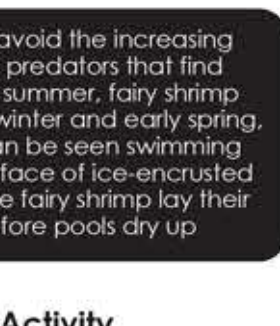 avoid the increasing
predators that find
summer, fairy shrimp
winter and early spring,
n be seen swimming
face of ice-encrusted
e fairy shrimp lay their
fore pools dry up
Activity